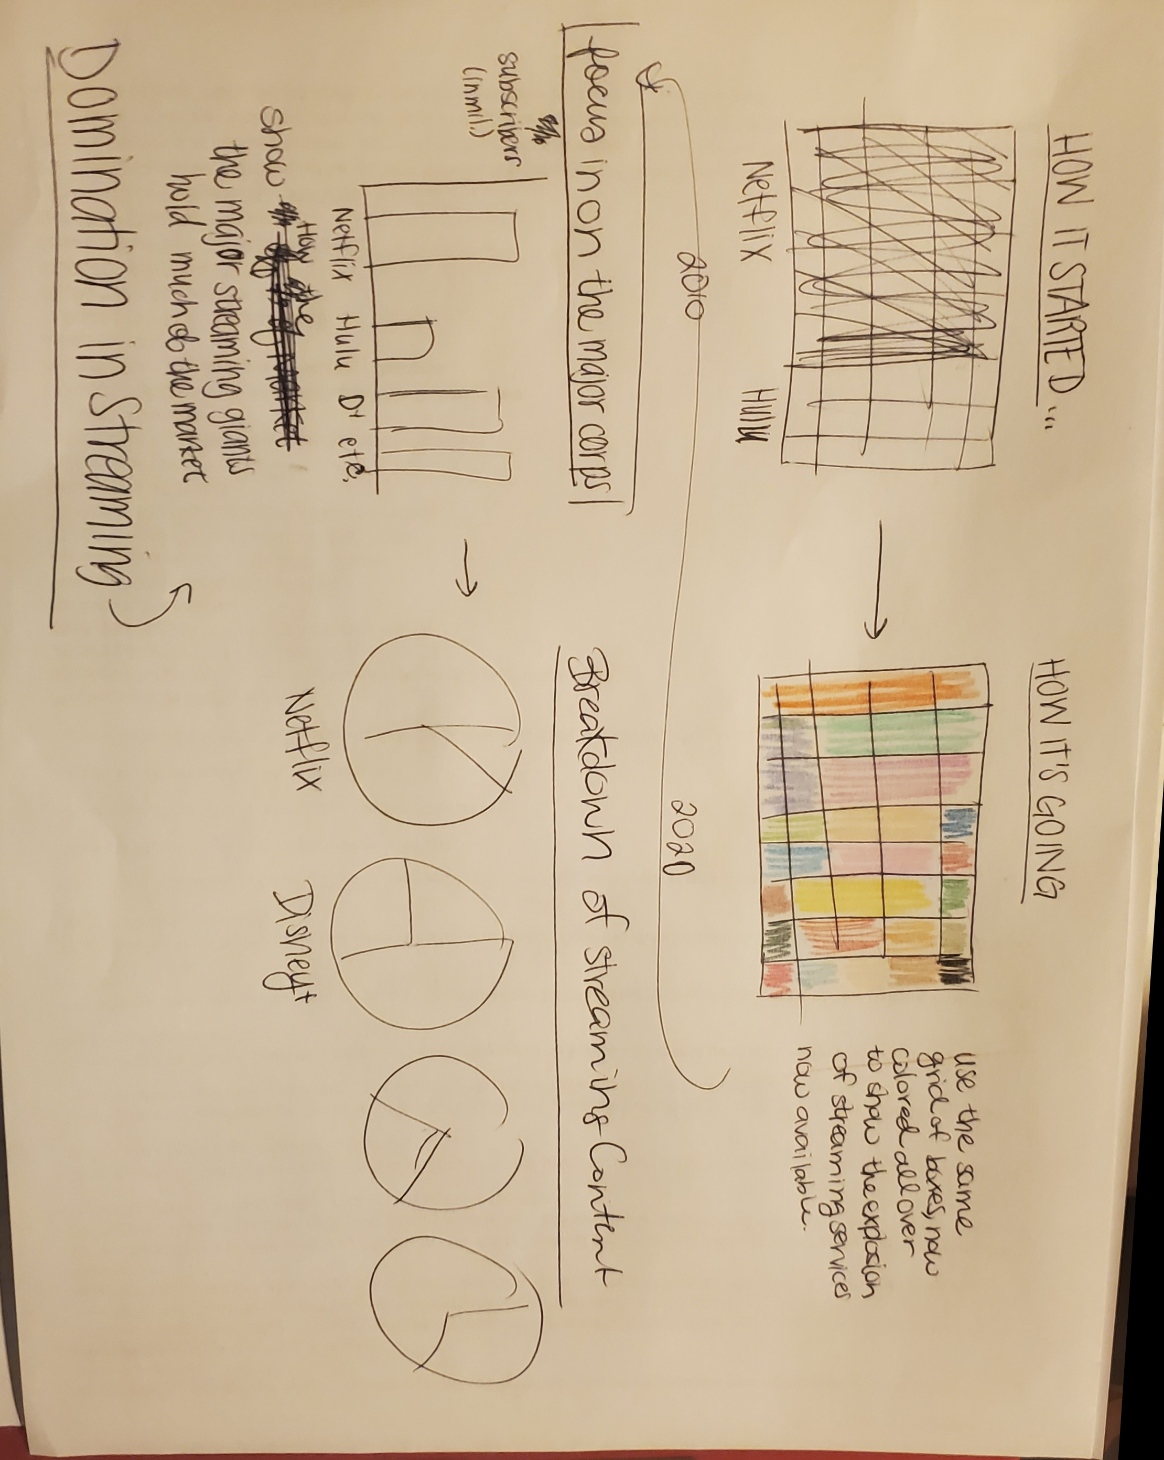 HOW IT STARTED...
HOW IT'S GOING
use the same
grid of boxes, now
colored all over
to show the explosion
of streaming services
now available.
Netflix
Hulu
2010
2020
focus in on the major corps
subscribers
(in mil.)
Netflix
Hulu
D+
etc.
show how the
the major streaming giants
hold much of the market
Breakdown of streaming Content
Netflix
Disney+
Domination in Streaming